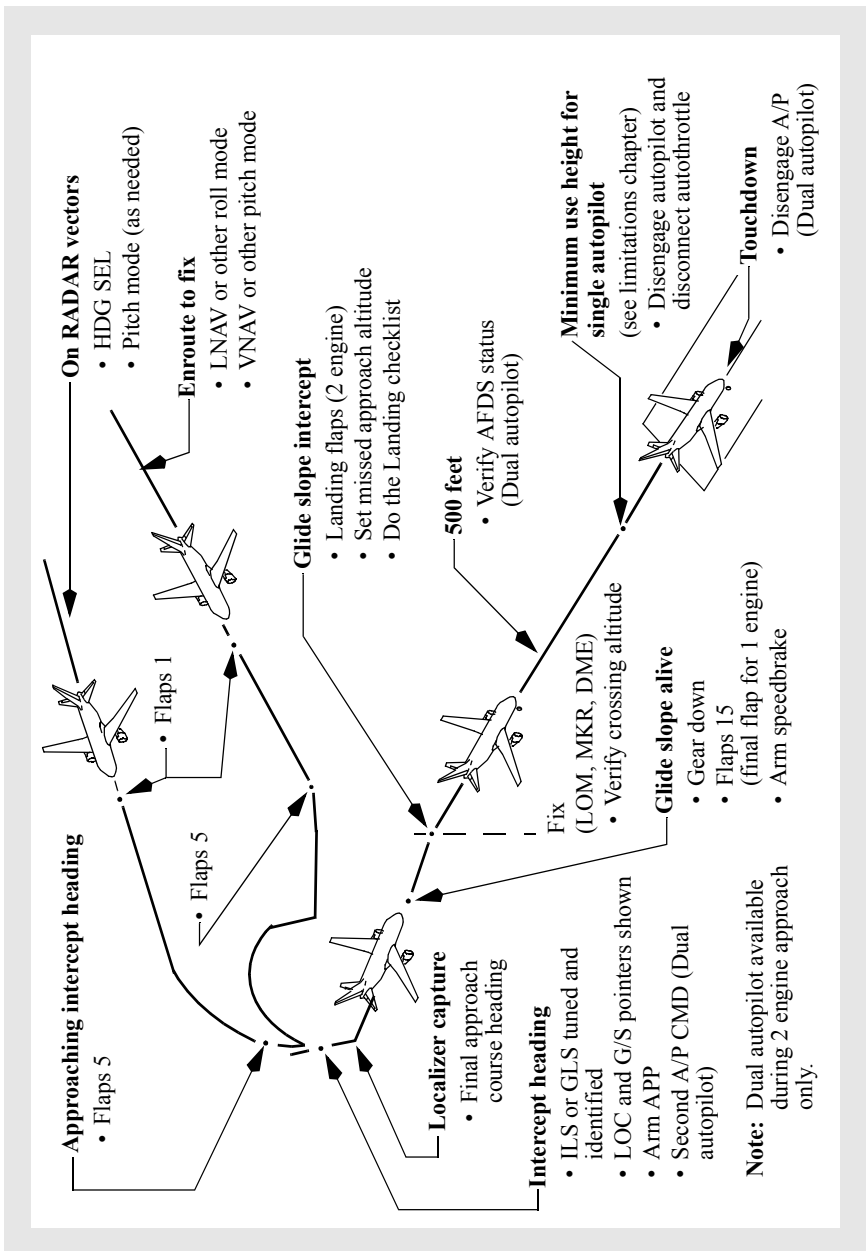 On RADAR vectors
• HDG SEL
• Pitch mode (as needed)
Enroute to fix
• LNAV or other roll mode
• VNAV or other pitch mode
• Flaps 1
Approaching intercept heading
• Flaps 5
• Flaps 5
Glide slope intercept
• Landing flaps (2 engine)
• Set missed approach altitude
• Do the Landing checklist
Localizer capture
• Final approach
course heading
Intercept heading
• ILS or GLS tuned and
identified
• LOC and G/S pointers shown
• Arm APP
• Second A/P CMD (Dual
autopilot)
500 feet
• Verify AFDS status
(Dual autopilot)
Fix
(LOM, MKR, DME)
• Verify crossing altitude
Glide slope alive
• Gear down
• Flaps 15
(final flap for 1 engine)
• Arm speedbrake
Minimum use height for
single autopilot
(see limitations chapter)
• Disengage autopilot and
disconnect autothrottle
Touchdown
• Disengage A/P
(Dual autopilot)
Note: Dual autopilot available
during 2 engine approach
only.